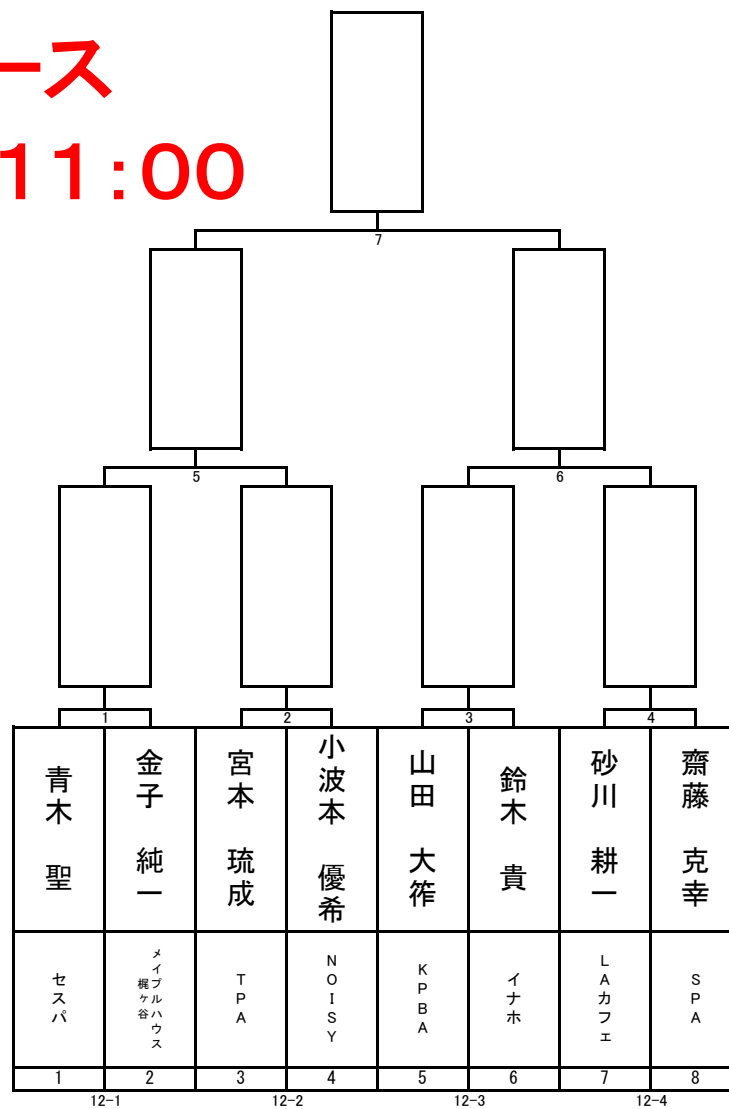 ース
11:00
7
5
6
1
2
3
4
青木 聖
金子 純一
宮本 琉成
小波本 優希
山田 大筰
鈴木 貴
砂川 耕一
齋藤 克幸
セスパ
メイプルハウス
梶ヶ谷
TPA
NOISY
KPBA
イナホ
LAカフェ
SPA
1
2
3
4
5
6
7
8
12-1
12-2
12-3
12-4